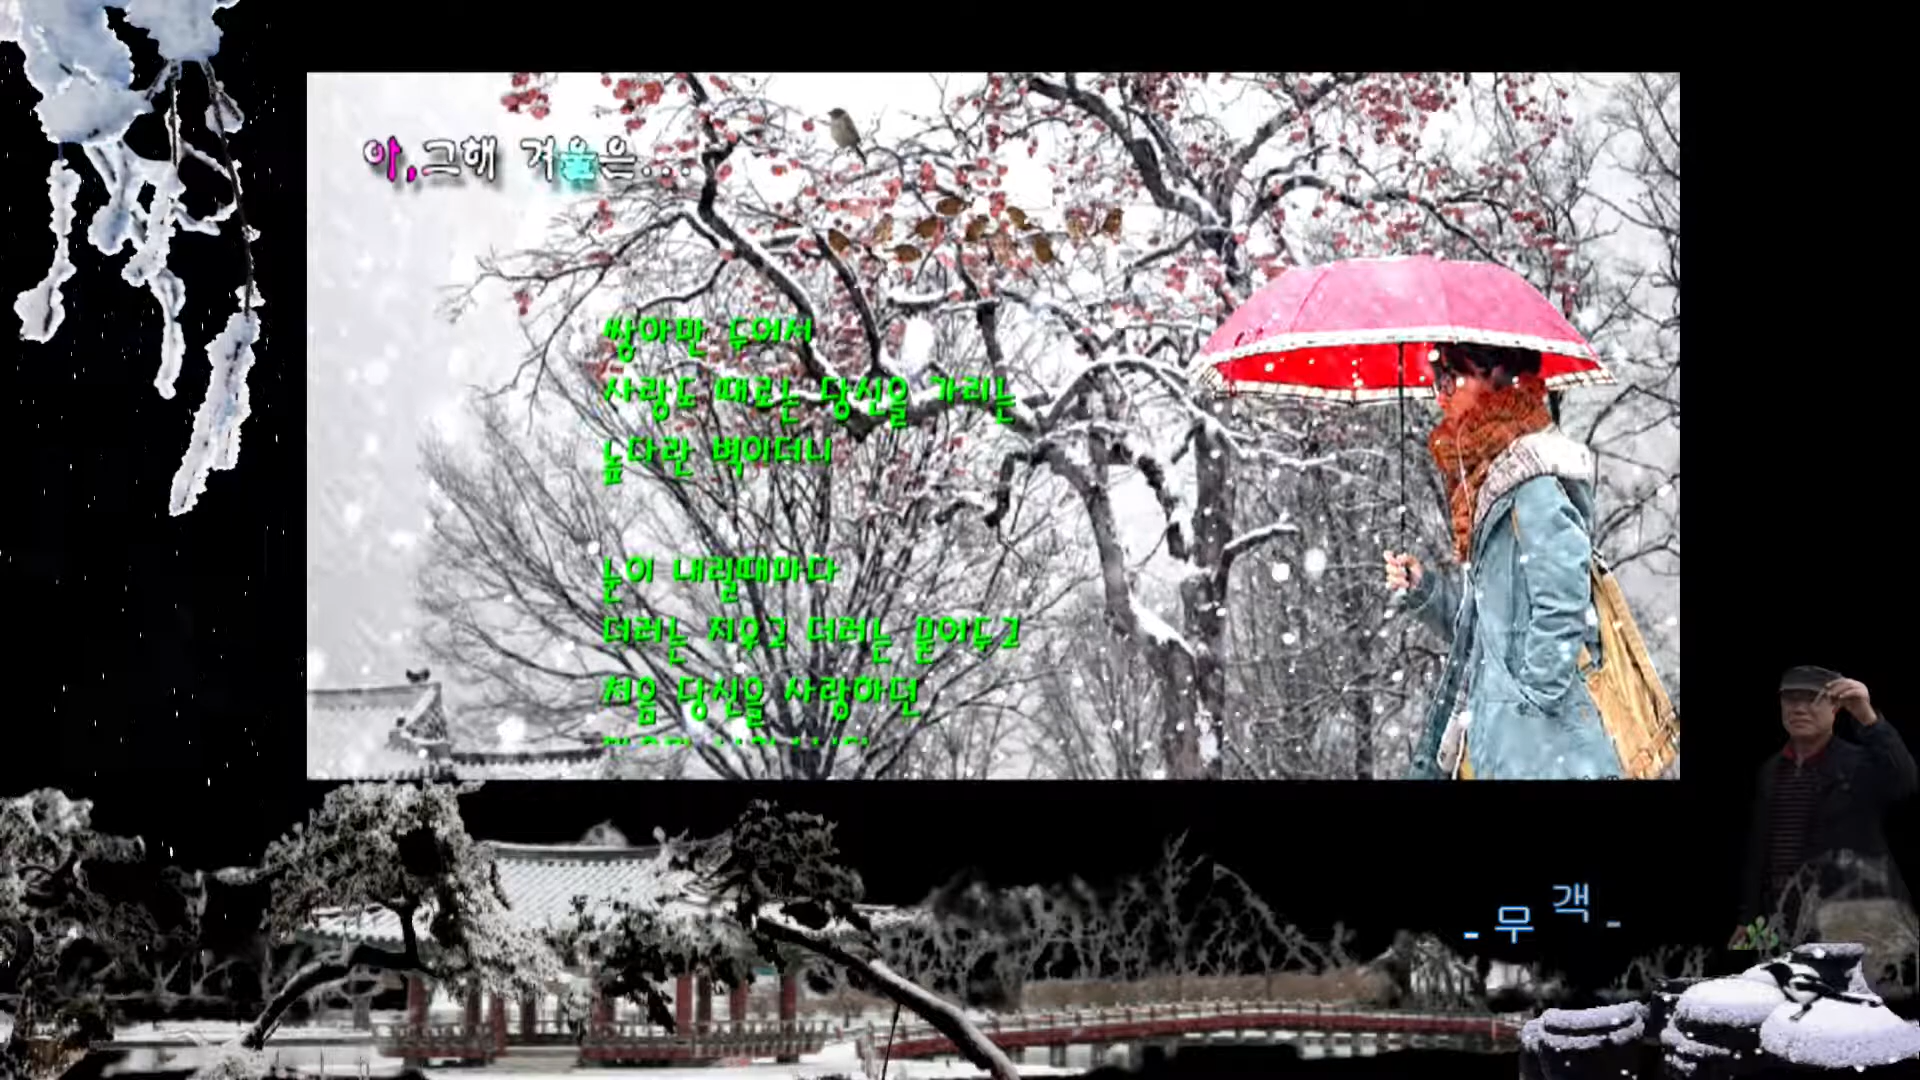 아,그해 겨울은...
쌓아만 두어서
사랑도 때로는 당신을 가리는
높다란 벽이더니
눈이 내릴때마다
더러는 지우고 더러는 묻어두고
처음 당신을 사랑하던
- 무객 -